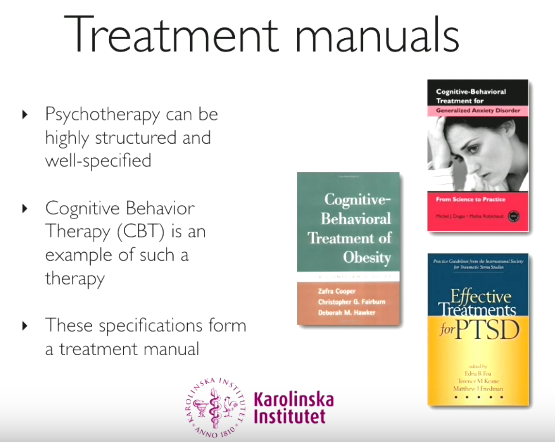 Treatment manuals
Psychotherapy can be
highly structured and
well-specified
Cognitive Behavior
Therapy (CBT) is an
example of such a
therapy
These specifications form
a treatment manual
Cognitive-
Behavioral
Treatment of
Obesity
Zafra Cooper
Christopher G. Fairburn
Deborah M. Hawker
Cognitive-Behavioral
Treatment for
Generalized Anxiety Disorder
From Science to Practice
Michel J. Dugas • Melisa Robichaud
Practice Guidelines from the International Society
for Traumatic Stress Studies
Effective
Treatments
for PTSD
edited by
Edna B. Foa
Terence M. Keane
Matthew J. Friedman
KAROLINSKA INSTITUTET
ANNO 1810
Karolinska
Institutet